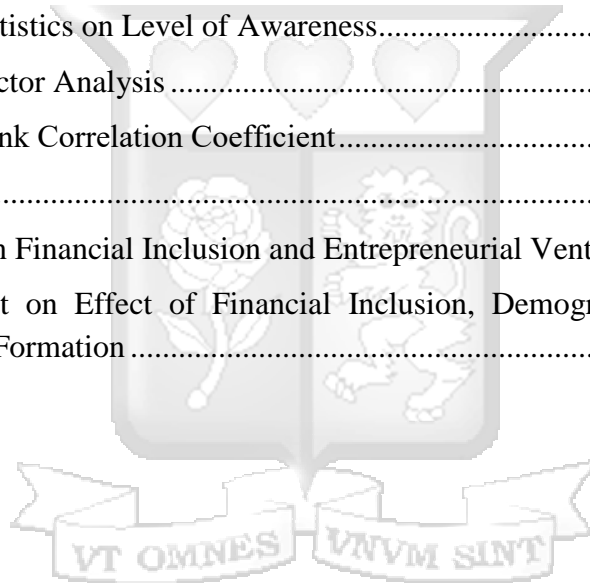 tistics on Level of Awareness.......................................
ctor Analysis .......................................................................
nk Correlation Coefficient.............................................
...............................................................................................
n Financial Inclusion and Entrepreneurial Vent
t on Effect of Financial Inclusion, Demogr
Formation .............................................................................
VT OMNES VNVM SINT